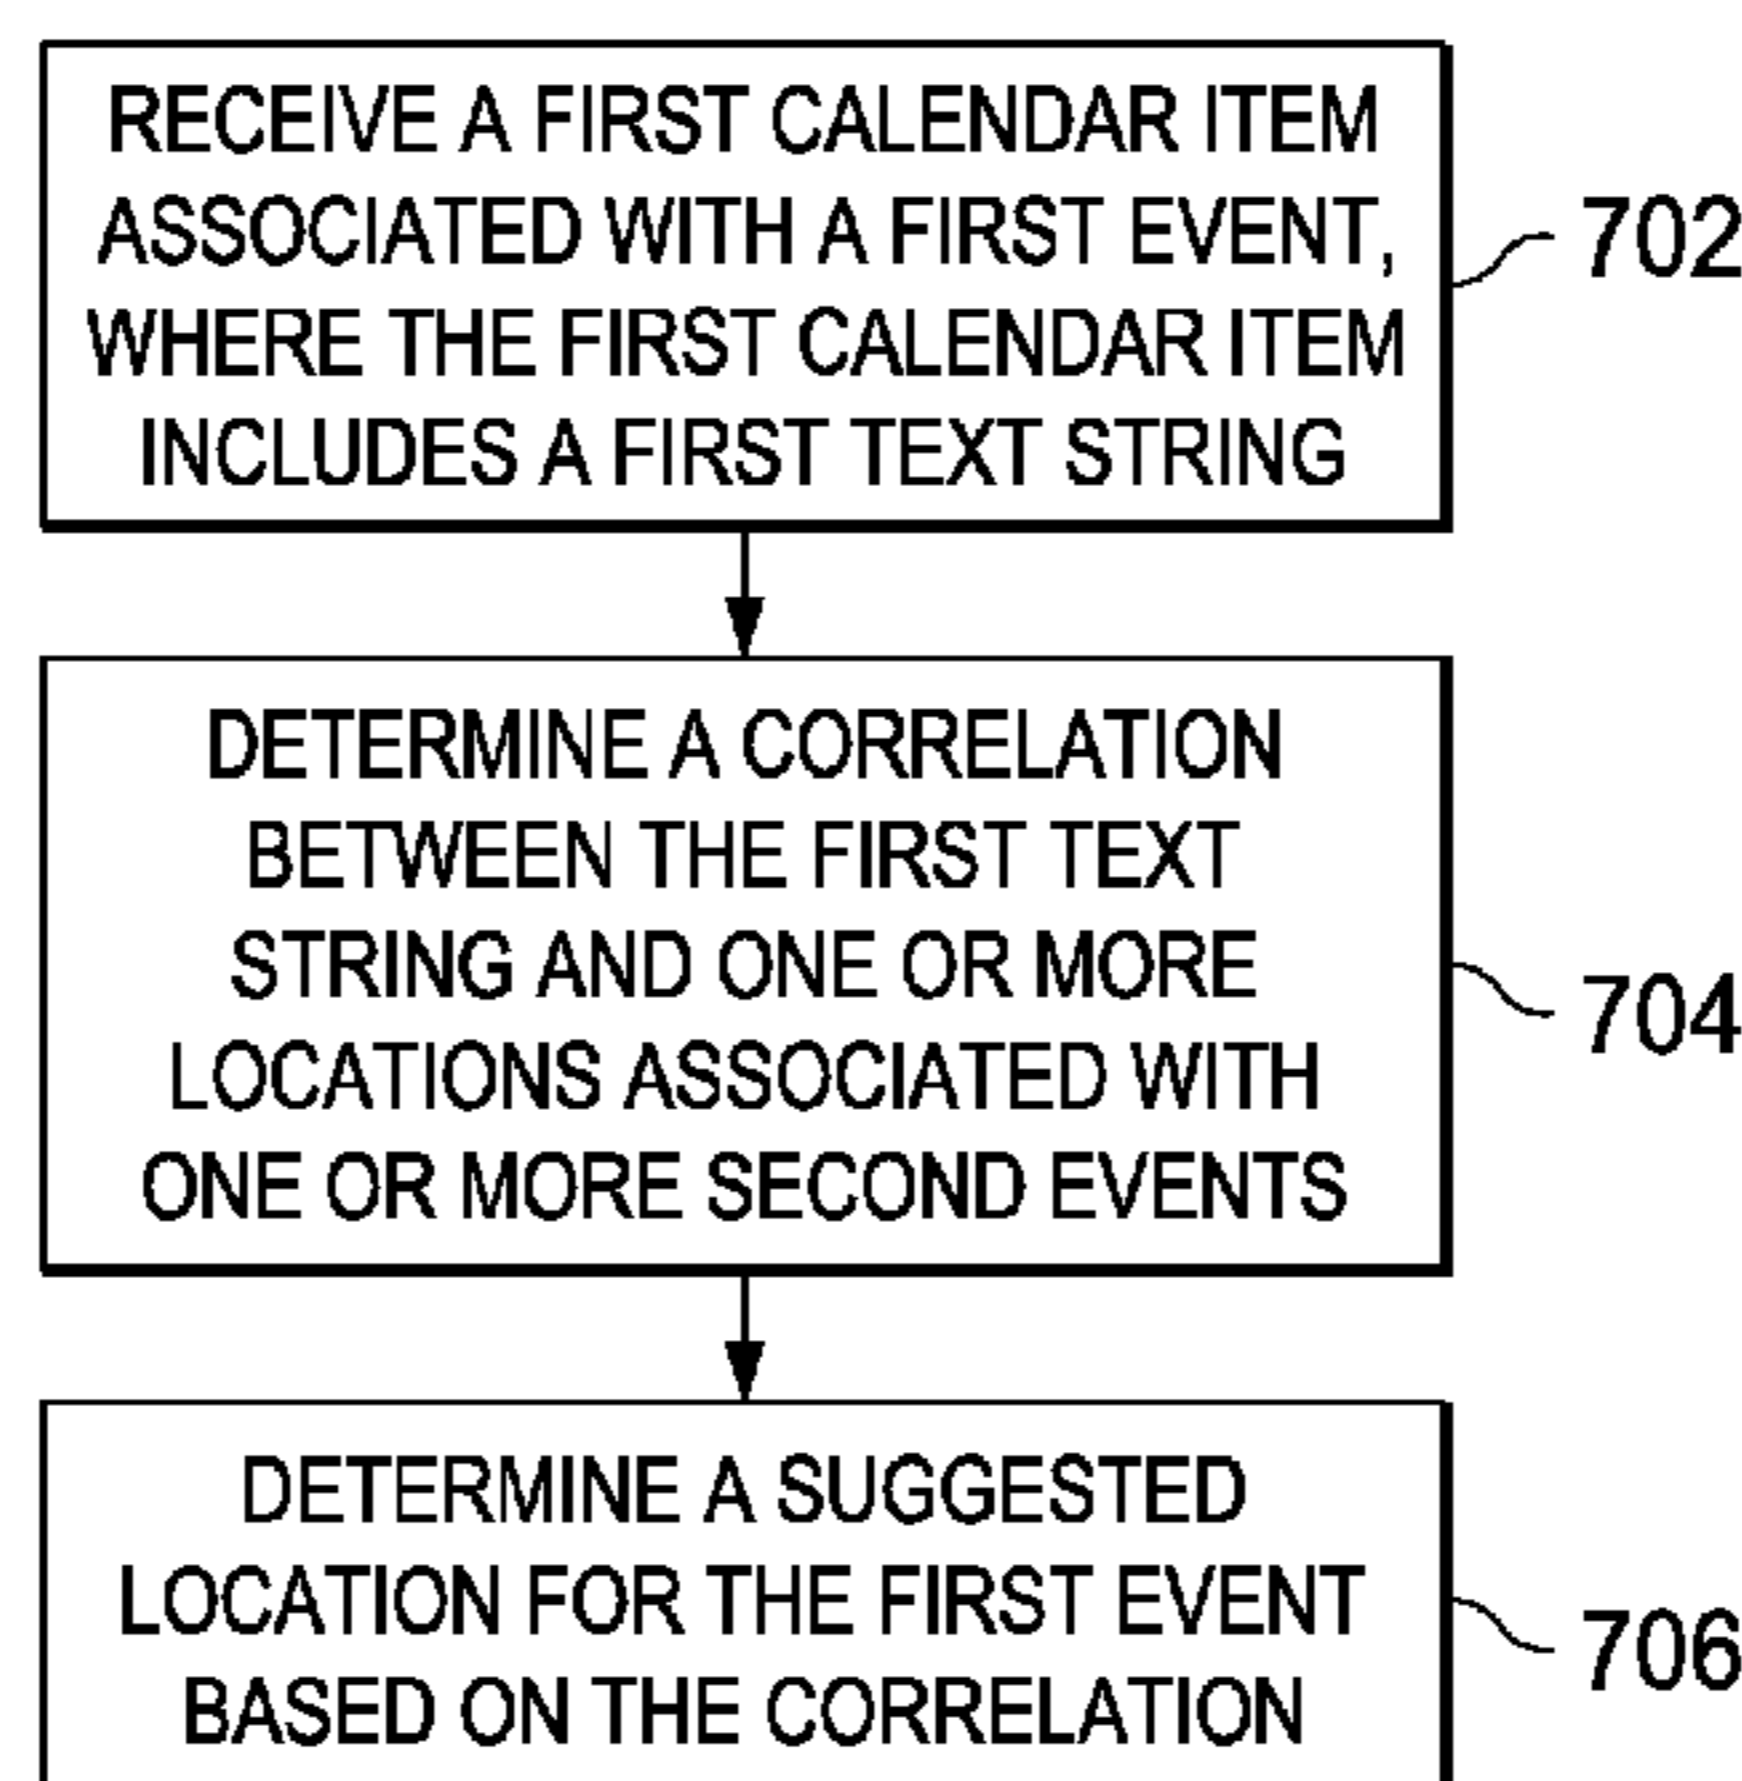 RECEIVE A FIRST CALENDAR ITEM
ASSOCIATED WITH A FIRST EVENT,
WHERE THE FIRST CALENDAR ITEM
INCLUDES A FIRST TEXT STRING
702
DETERMINE A CORRELATION
BETWEEN THE FIRST TEXT
STRING AND ONE OR MORE
LOCATIONS ASSOCIATED WITH
ONE OR MORE SECOND EVENTS
704
DETERMINE A SUGGESTED
LOCATION FOR THE FIRST EVENT
BASED ON THE CORRELATION
706